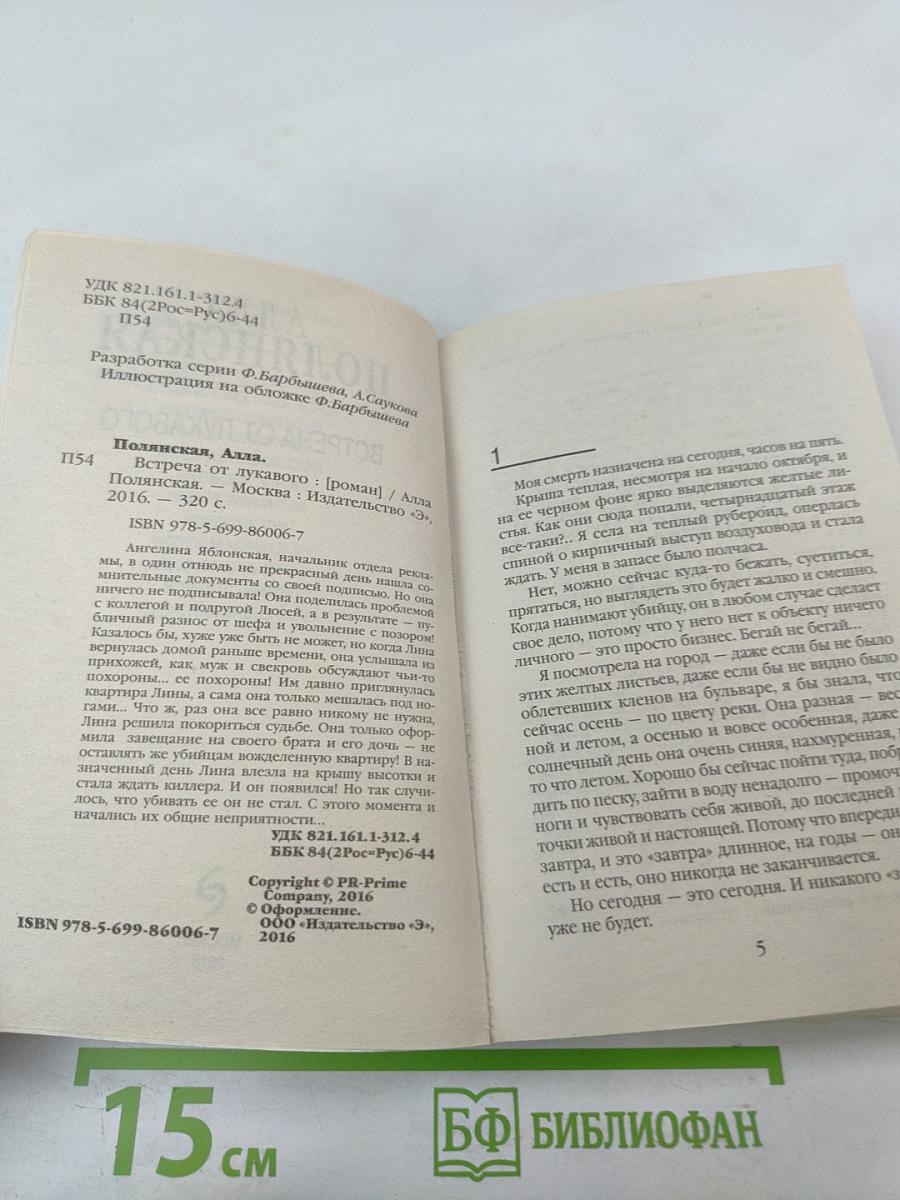 УДК 821.161.1-312.4
ББК 84(2Рос=Рус)6-44
П54
Разработка серии Ф.Барбышева, А.Саукова
Иллюстрация на обложке Ф.Барбышева
Полянская, Алла.
П54 Встреча от лукавого : [роман] / Алла
Полянская. — Москва : Издательство «Э»,
2016. — 320 с.
ISBN 978-5-699-86006-7
Ангелина Яблонская, начальник отдела рекла-
мы, в один отнюдь не прекрасный день нашла со-
мнительные документы со своей подписью. Но она
ничего не подписывала! Она поделилась проблемой
с коллегой и подругой Люсей, а в результате — пу-
бличный разнос от шефа и увольнение с позором!
Казалось бы, хуже уже быть не может, но когда Лина
вернулась домой раньше времени, она услышала из
прихожей, как муж и свекровь обсуждают чьи-то
похороны... ее похороны! Им давно приглянулась
квартира Лины, а сама она только мешалась под но-
гами... Что ж, раз она все равно никому не нужна,
Лина решила покориться судьбе. Она только офор-
мила завещание на своего брата и его дочь — не
оставлять же убийцам вожделенную квартиру! В на-
значенный день Лина влезла на крышу высотки и
стала ждать киллера. И он появился! Но так случи-
лось, что убивать ее он не стал. С этого момента и
начались их общие неприятности...
УДК 821.161.1-312.4
ББК 84(2Рос=Рус)6-44
Copyright © PR-Prime
Company, 2016
© Оформление.
ООО «Издательство «Э»,
2016
ISBN 978-5-699-86006-7
1
Моя смерть назначена на сегодня, часов на пять.
Крыша теплая, несмотря на начало октября, и
на ее черном фоне ярко выделяются желтые ли-
стья. Как они сюда попали, четырнадцатый этаж
все-таки?.. Я села на теплый рубероид, оперлась
спиной о кирпичный выступ воздуховода и стала
ждать. У меня в запасе было полчаса.
Нет, можно сейчас куда-то бежать, суетиться,
прятаться, но выглядеть это будет жалко и смешно.
Когда нанимают убийцу, он в любом случае сделает
свое дело, потому что у него нет к объекту ничего
личного — это просто бизнес. Бегай не бегай...
Я посмотрела на город — даже если бы не было
этих желтых листьев, даже если бы не видно было
облетевших кленов на бульваре, я бы знала, что
сейчас осень — по цвету реки. Она разная — вес
ной и летом, а осенью и вовсе особенная, даже
солнечный день она очень синяя, нахмуренная,
то что летом. Хорошо бы сейчас пойти туда, побр
дить по песку, зайти в воду ненадолго — промоч
ноги и чувствовать себя живой, до последней
точки живой и настоящей. Потому что впереди
завтра, и это «завтра» длинное, на годы — он
есть и есть, оно никогда не заканчивается.
Но сегодня — это сегодня. И никакого «з
уже не будет.
5
15 см
БФ БИБЛИОФАН